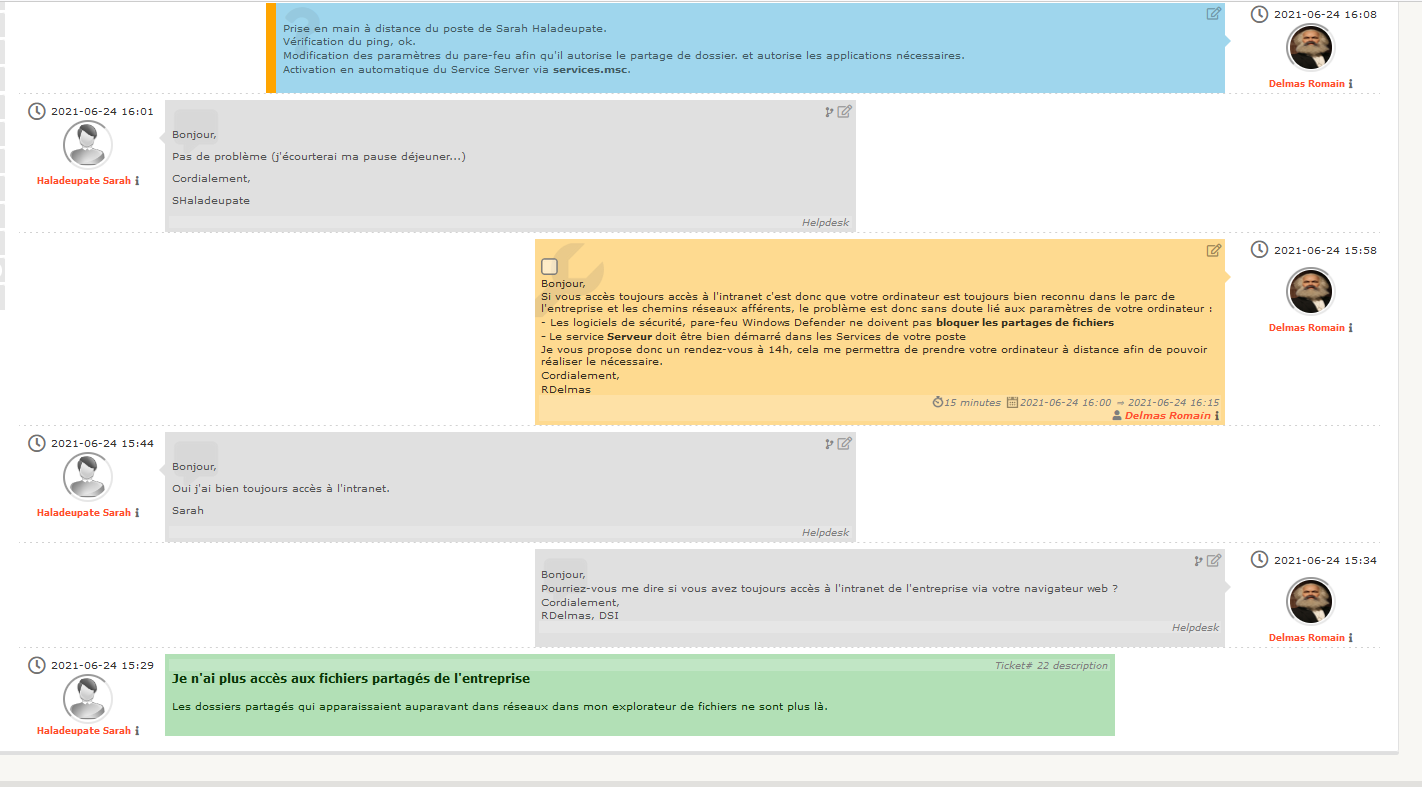 2021-06-24 16:08
Prise en main à distance du poste de Sarah Haladeupate.
Vérification du ping, ok.
Modification des paramètres du pare-feu afin qu'il autorise le partage de dossier. et autorise les applications nécessaires.
Activation en automatique du Service Server via services.msc.
Delmas Romain
2021-06-24 16:01
Bonjour,
Pas de problème (j'écourterai ma pause déjeuner...)
Cordialement,
SHaladeupate
Haladeupate Sarah
Helpdesk
2021-06-24 15:58
Bonjour,
Si vous accès toujours accès à l'intranet c'est donc que votre ordinateur est toujours bien reconnu dans le parc de
l'entreprise et les chemins réseaux afférents, le problème est donc sans doute lié aux paramètres de votre ordinateur :
- Les logiciels de sécurité, pare-feu Windows Defender ne doivent pas bloquer les partages de fichiers
- Le service Serveur doit être bien démarré dans les Services de votre poste
Je vous propose donc un rendez-vous à 14h, cela me permettra de prendre votre ordinateur à distance afin de pouvoir
réaliser le nécessaire.
Cordialement,
RDelmas
15 minutes 2021-06-24 16:00 → 2021-06-24 16:15
Delmas Romain
Delmas Romain
2021-06-24 15:44
Bonjour,
Oui j'ai bien toujours accès à l'intranet.
Sarah
Haladeupate Sarah
Helpdesk
2021-06-24 15:34
Bonjour,
Pourriez-vous me dire si vous avez toujours accès à l'intranet de l'entreprise via votre navigateur web ?
Cordialement,
RDelmas, DSI
Helpdesk
Delmas Romain
2021-06-24 15:29
Ticket# 22 description
Je n'ai plus accès aux fichiers partagés de l'entreprise
Les dossiers partagés qui apparaissaient auparavant dans réseaux dans mon explorateur de fichiers ne sont plus là.
Haladeupate Sarah